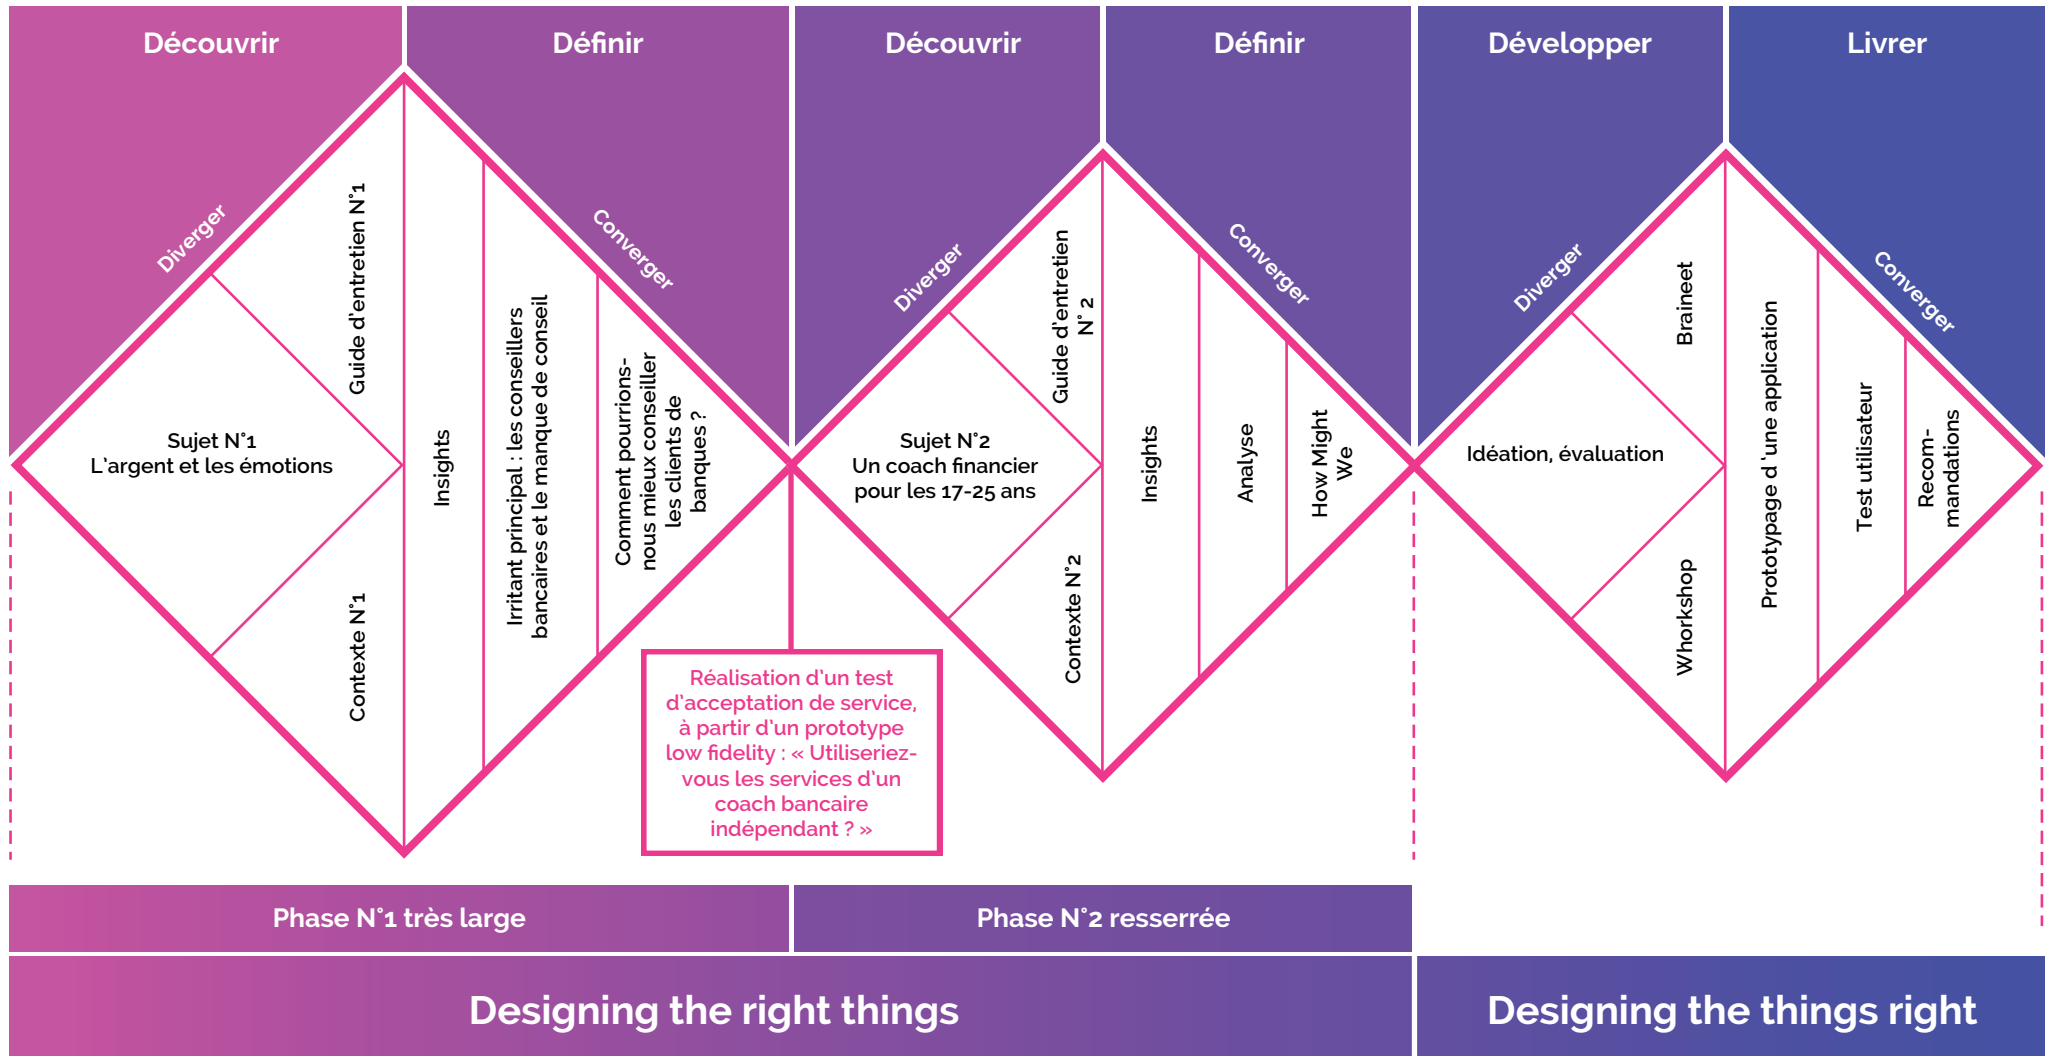 Découvrir
Définir
Découvrir
Définir
Développer
Livrer
Diverger
Guide d'entretien N°1
Sujet N°1
L'argent et les émotions
Contexte N°1
Converger
Insights
Irritant principal : les conseillers
bancaires et le manque de conseil
Comment pourrions-
nous mieux conseiller
les clients de
banques ?
Réalisation d'un test
d'acceptation de service,
à partir d'un prototype
low fidelity : « Utiliseriez-
vous les services d'un
coach bancaire
indépendant ? »
Diverger
Guide d'entretien
N° 2
Sujet N°2
Un coach financier
pour les 17-25 ans
Contexte N°2
Converger
Insights
Analyse
How Might
We
Diverger
Braineet
Idéation, évaluation
Whorkshop
Converger
Prototypage d 'une application
Test utilisateur
Recom-
mandations
Phase N°1 très large
Phase N°2 resserrée
Designing the right things
Designing the things right